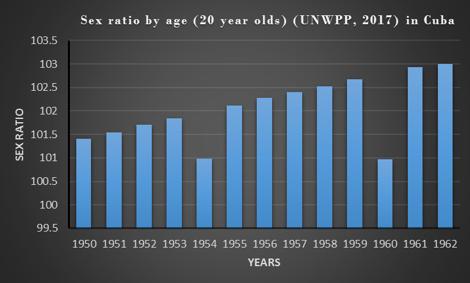 Sex ratio by age (20 year olds) (UNWPP, 2017) in Cuba
103.5
103
102.5
102
101.5
101
100.5
100
99.5
SEX RATIO
1950 1951 1952 1953 1954 1955 1956 1957 1958 1959 1960 1961 1962
YEARS